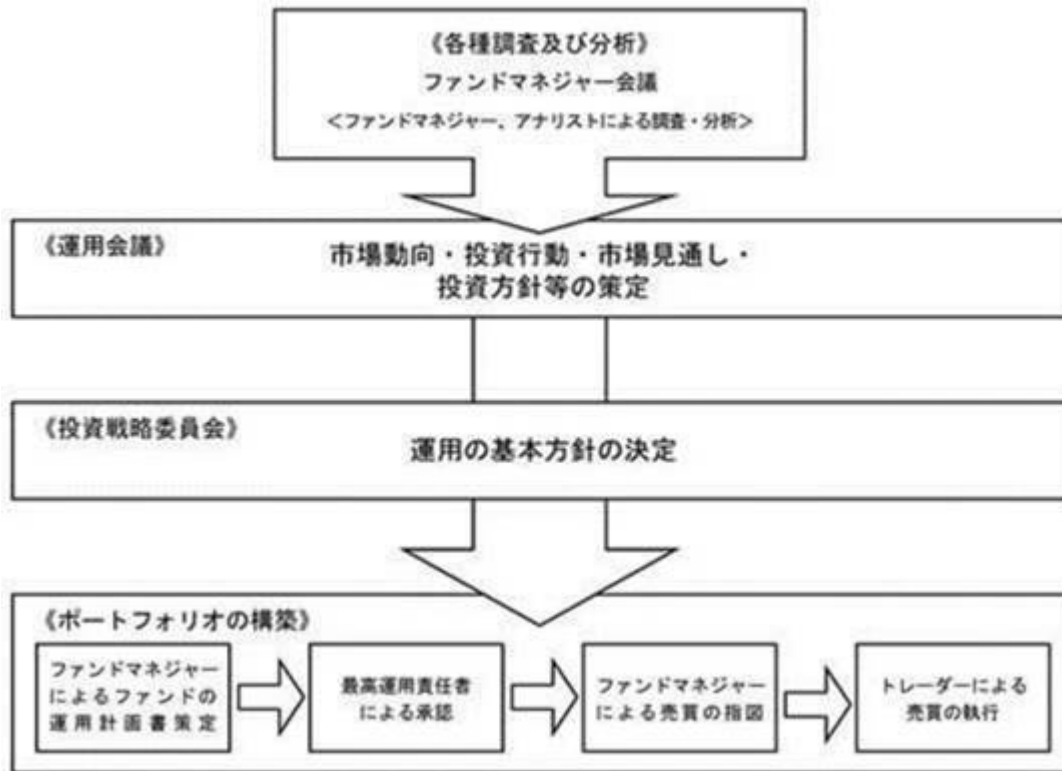 《各種調査及び分析》
ファンドマネジャー会議
<ファンドマネジャー、アナリストによる調査・分析>
《運用会議》
市場動向・投資行動・市場見通し・
投資方針等の策定
《投資戦略委員会》
運用の基本方針の決定
《ポートフォリオの構築》
ファンドマネジャー
によるファンドの
運用計画書策定
最高運用責任者
による承認
ファンドマネジャー
による売買の指図
トレーダーによる
売買の執行